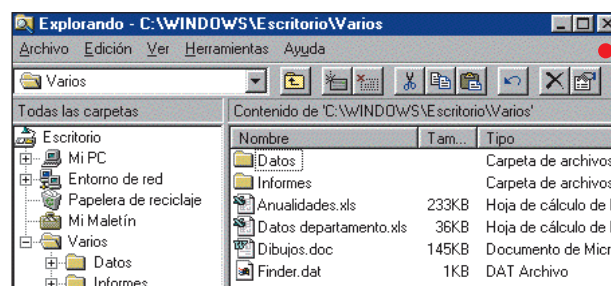 Explorando - C:\WINDOWS\Escritorio\Varios
Archivo Edición Ver Herramientas Ayuda
Varios
Todas las carpetas
Contenido de 'C:\WINDOWS\Escritorio\Varios'
Escritorio
Mi PC
Entorno de red
Papelera de reciclaje
Mi Maletín
Varios
Datos
Informes
Nombre Tam... Tipo
Datos Carpeta de archivos
Informes Carpeta de archivos
Anualidades.xls 233KB Hoja de cálculo de
Datos departamento.xls 36KB Hoja de cálculo de
Dibujos.doc 145KB Documento de Micr
Finder.dat 1KB DAT Archivo